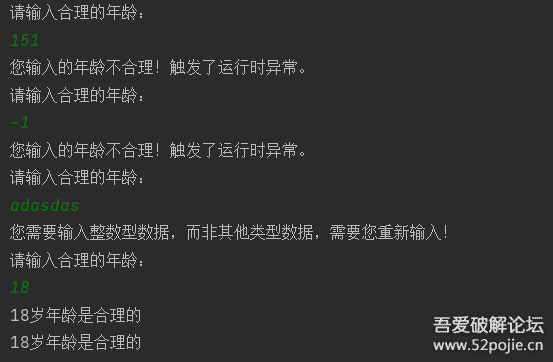 请输入合理的年龄：
151
您输入的年龄不合理！触发了运行时异常。
请输入合理的年龄：
-1
您输入的年龄不合理！触发了运行时异常。
请输入合理的年龄：
adasdas
您需要输入整数型数据，而非其他类型数据，需要您重新输入！
请输入合理的年龄：
18
18岁年龄是合理的
18岁年龄是合理的
吾爱破解论坛
www.52pojie.cn